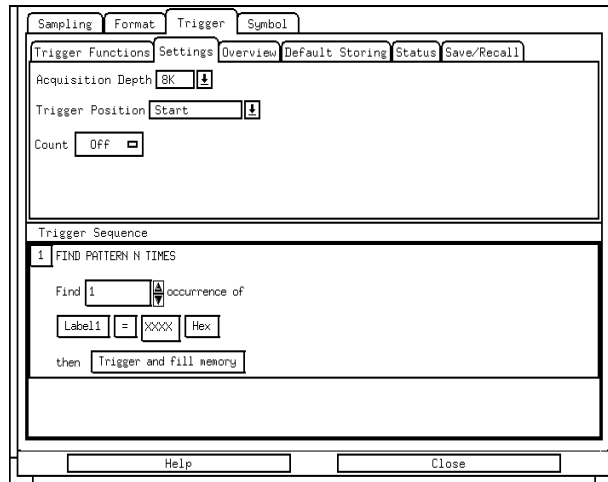 Sampling Format Trigger Symbol
Trigger Functions Settings Overview Default Storing Status Save/Recall
Acquisition Depth 8K
Trigger Position Start
Count Off
Trigger Sequence
1 FIND PATTERN N TIMES
Find 1 occurrence of
Label1 = XXXX Hex
then Trigger and fill memory
Help Close